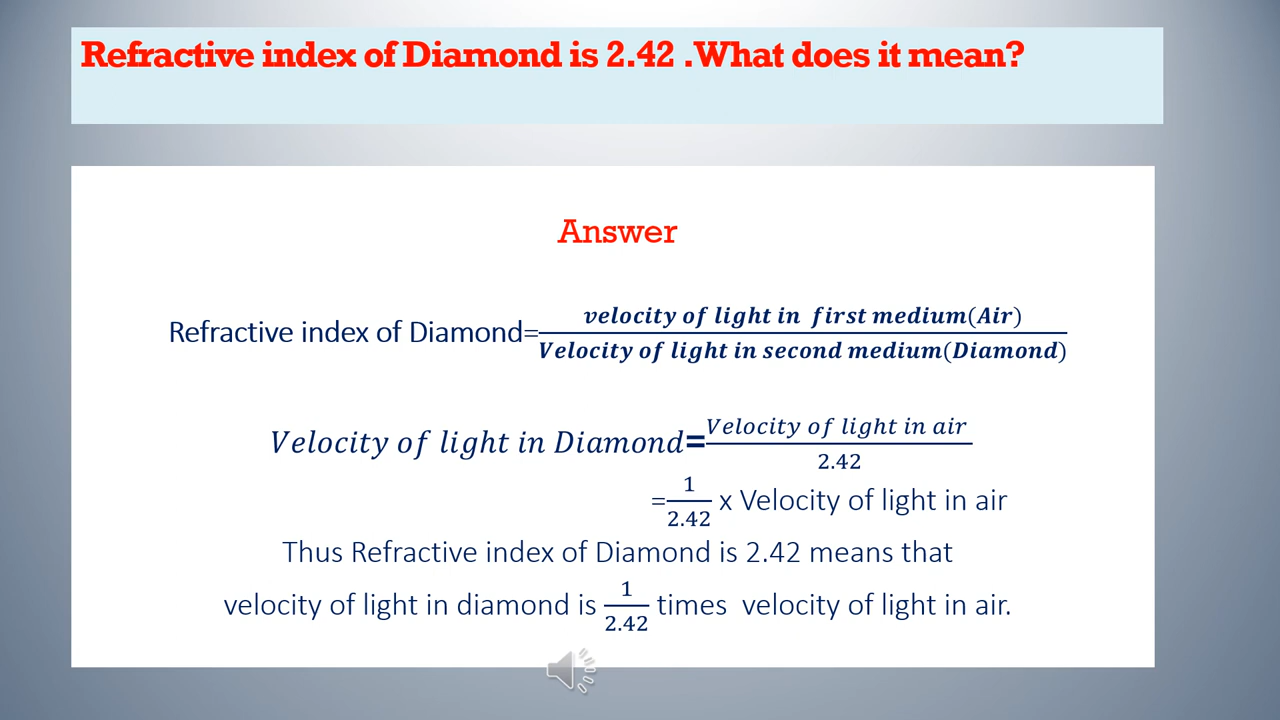 Refractive index of Diamond is 2.42 .What does it mean?
Answer
Refractive index of Diamond= velocity of light in first medium(Air) / Velocity of light in second medium(Diamond)
Velocity of light in Diamond= Velocity of light in air / 2.42
= 1/2.42 x Velocity of light in air
Thus Refractive index of Diamond is 2.42 means that
velocity of light in diamond is 1/2.42 times velocity of light in air.